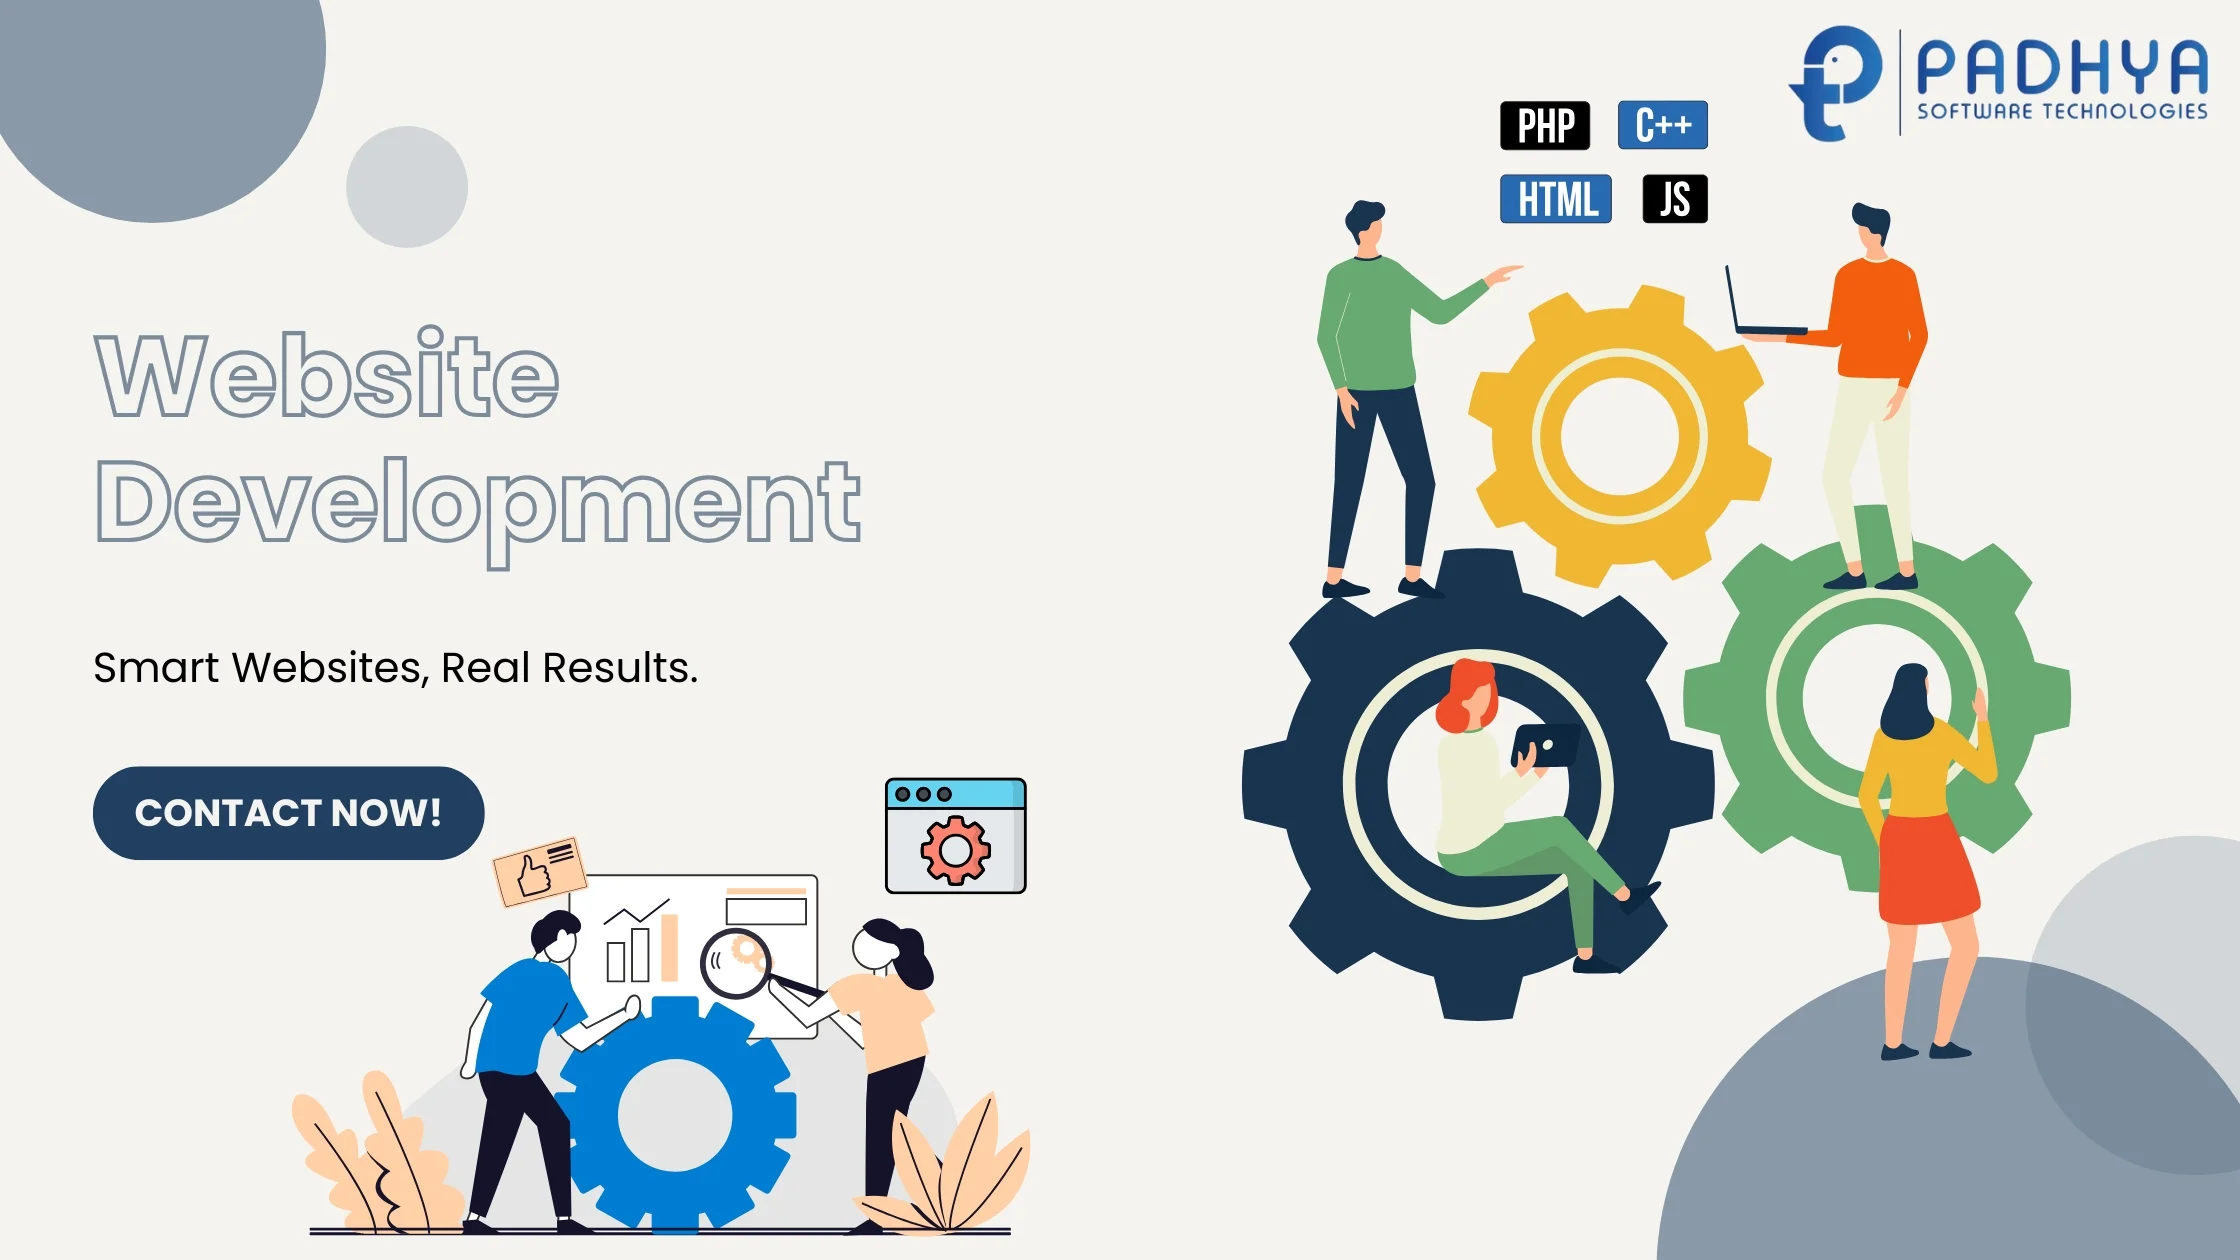 PADHYA
SOFTWARE TECHNOLOGIES
PHP
C++
HTML
JS
Website
Development
Smart Websites, Real Results.
CONTACT NOW!